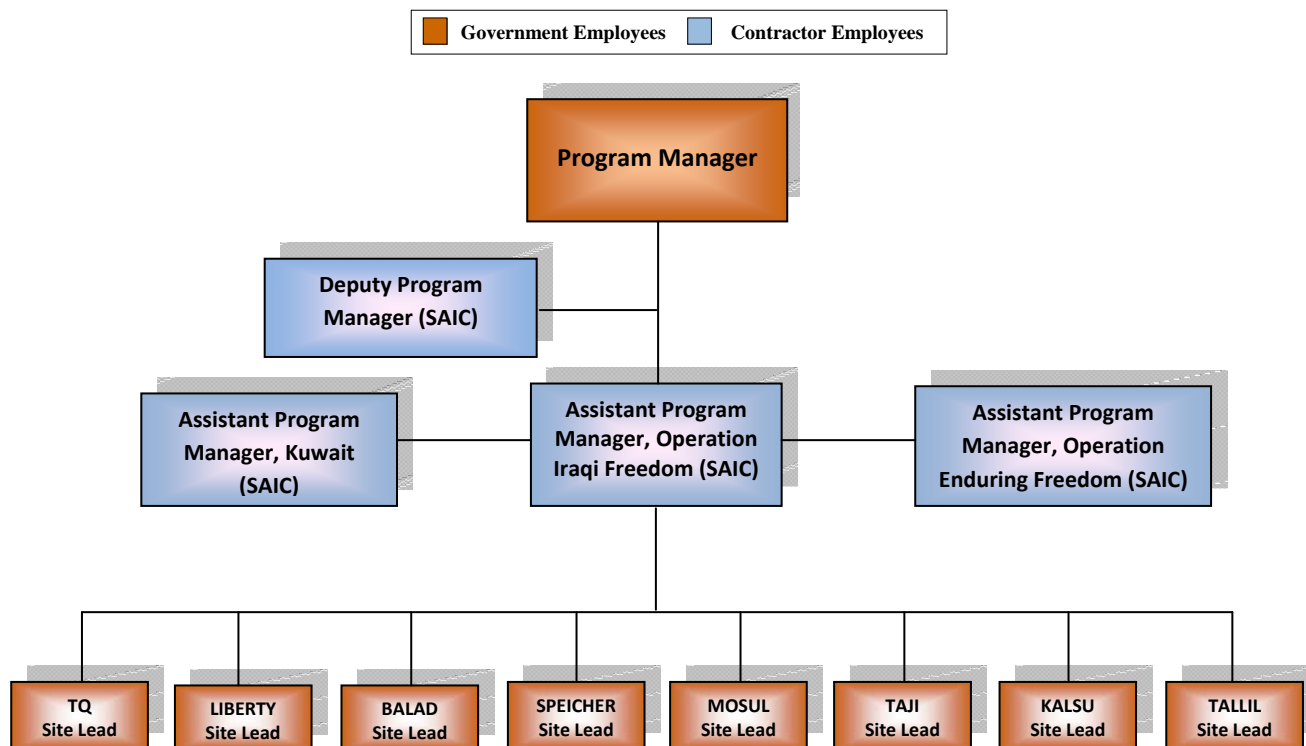 Government Employees Contractor Employees
Program Manager
Deputy Program
Manager (SAIC)
Assistant Program
Manager, Kuwait
(SAIC)
Assistant Program
Manager, Operation
Iraqi Freedom (SAIC)
Assistant Program
Manager, Operation
Enduring Freedom (SAIC)
TQ
Site Lead
LIBERTY
Site Lead
BALAD
Site Lead
SPEICHER
Site Lead
MOSUL
Site Lead
TAJI
Site Lead
KALSU
Site Lead
TALLIL
Site Lead